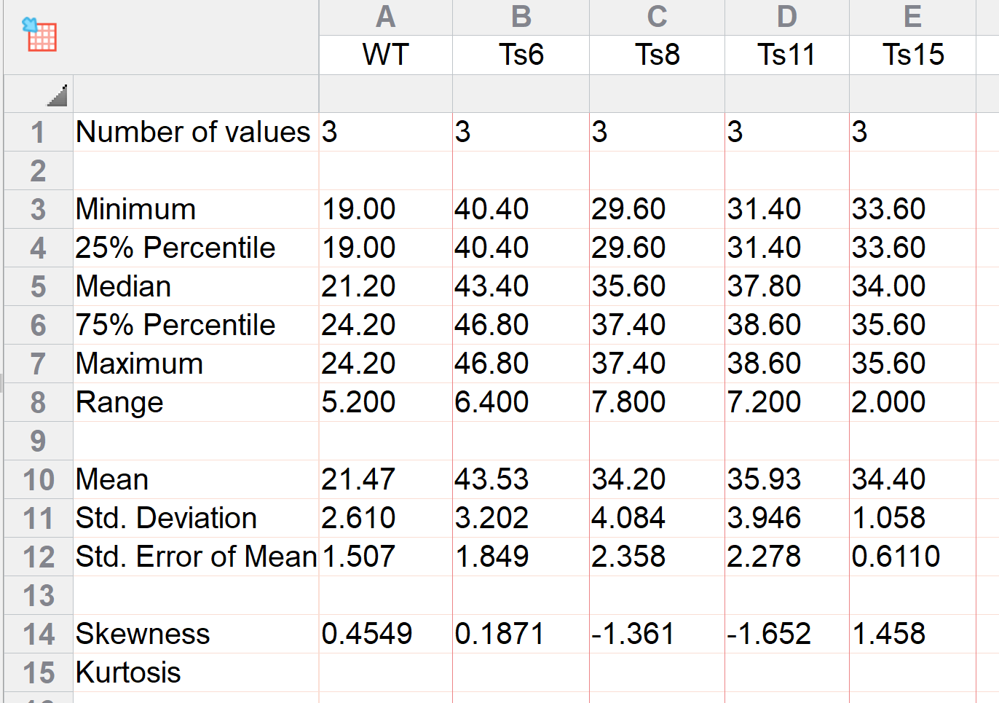 A B C D E
WT Ts6 Ts8 Ts11 Ts15
1 Number of values 3 3 3 3 3
2
3 Minimum 19.00 40.40 29.60 31.40 33.60
4 25% Percentile 19.00 40.40 29.60 31.40 33.60
5 Median 21.20 43.40 35.60 37.80 34.00
6 75% Percentile 24.20 46.80 37.40 38.60 35.60
7 Maximum 24.20 46.80 37.40 38.60 35.60
8 Range 5.200 6.400 7.800 7.200 2.000
9
10 Mean 21.47 43.53 34.20 35.93 34.40
11 Std. Deviation 2.610 3.202 4.084 3.946 1.058
12 Std. Error of Mean 1.507 1.849 2.358 2.278 0.6110
13
14 Skewness 0.4549 0.1871 -1.361 -1.652 1.458
15 Kurtosis